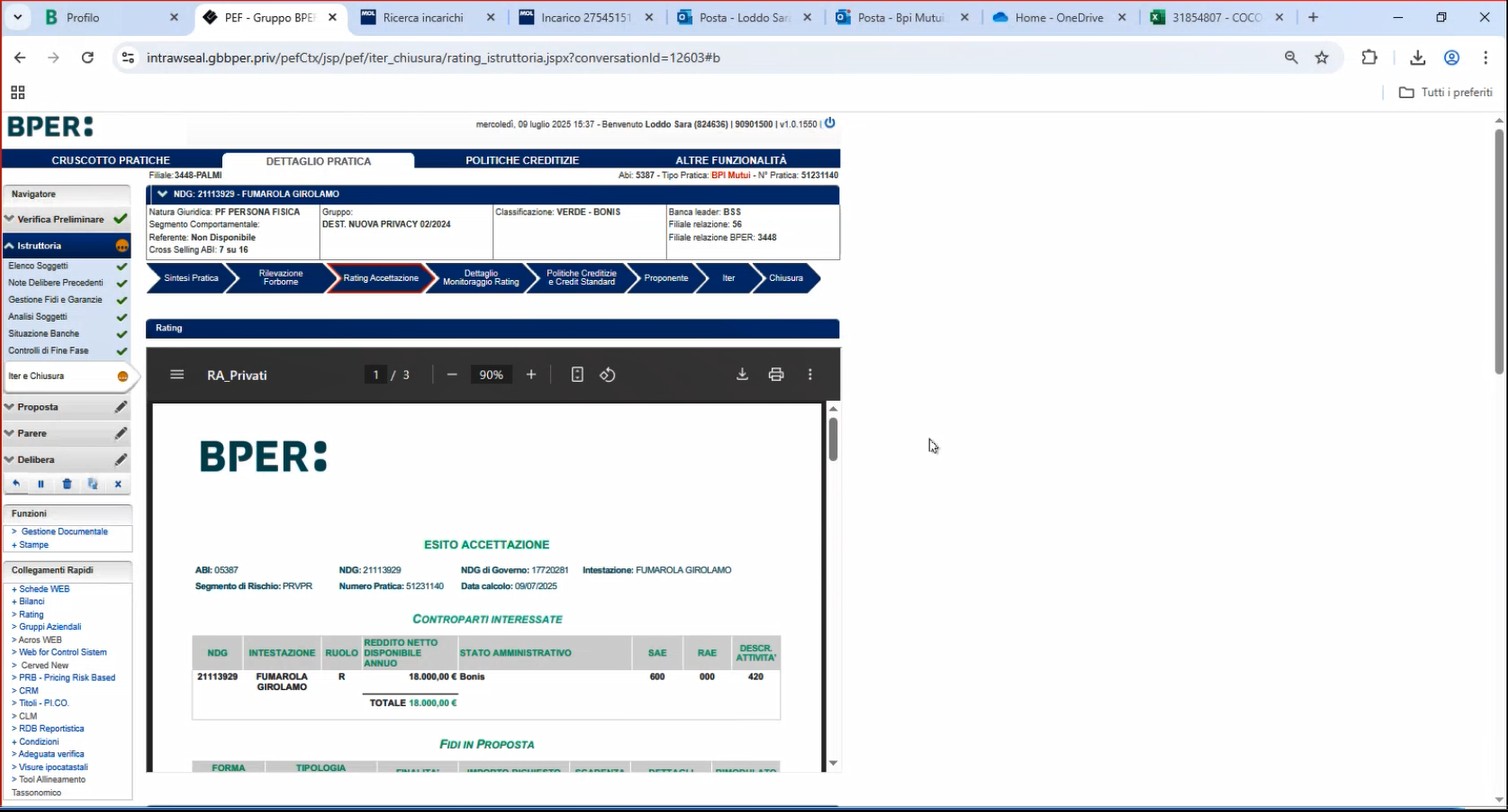 Profilo
PEF - Gruppo BPE
Ricerca incarichi
Incarico 27545151
Posta - Loddo Sar
Posta - Bpi Mutui
Home - OneDrive
31854807 - COCO
intrawseal.gbbper.priv/pefCtx/jsp/pef/iter_chiusura/rating_istruttoria.jspx?conversationId=12603#b
Tutti i preferiti
BPER:
mercoledì, 09 luglio 2025 15:37 - Benvenuto Loddo Sara (824636) | 90901500 | v1.0.1550 |
CRUSCOTTO PRATICHE
DETTAGLIO PRATICA
POLITICHE CREDITIZIE
ALTRE FUNZIONALITÀ
Filiale:3448-PALMI
Abi: 5387 - Tipo Pratica: BPI Mutui - N° Pratica: 51231140
Navigatore
Verifica Preliminare
Istruttoria
Elenco Soggetti
Note Delibere Precedenti
Gestione Fidi e Garanzie
Analisi Soggetti
Situazione Banche
Controlli di Fine Fase
Iter e Chiusura
Proposta
Parere
Delibera
Funzioni
> Gestione Documentale
+ Stampe
Collegamenti Rapidi
+ Schede WEB
+ Bilanci
> Rating
> Gruppi Aziendali
> Acros WEB
> Web for Control Sistem
> Cerved New
> PRB - Pricing Risk Based
> CRM
> Titoli - PI.CO.
> CLM
> RDB Reportistica
+ Condizioni
> Adeguata verifica
> Visure ipocatastali
> Tool Allineamento
Tassonomico
NDG: 21113929 - FUMAROLA GIROLAMO
Natura Giuridica: PF PERSONA FISICA
Segmento Comportamentale:
Referente: Non Disponibile
Cross Selling ABI: 7 su 16
Gruppo:
DEST. NUOVA PRIVACY 02/2024
Classificazione: VERDE - BONIS
Banca leader: BSS
Filiale relazione: 56
Filiale relazione BPER: 3448
Sintesi Pratica
Rilevazione
Forborne
Rating Accettazione
Dettaglio
Monitoraggio Rating
Politiche Creditizie
e Credit Standard
Proponente
Iter
Chiusura
Rating
RA_Privati
1 / 3
90%
BPER:
ESITO ACCETTAZIONE
ABI: 05387 NDG: 21113929 NDG di Governo: 17720281 Intestazione: FUMAROLA GIROLAMO
Segmento di Rischio: PRVPR Numero Pratica: 51231140 Data calcolo: 09/07/2025
CONTROPARTI INTERESSATE
NDG
INTESTAZIONE
RUOLO
REDDITO NETTO
DISPONIBILE
ANNUO
STATO AMMINISTRATIVO
SAE
RAE
DESCR.
ATTIVITA'
21113929
FUMAROLA
GIROLAMO
R
18.000,00 €
Bonis
600
000
420
TOTALE 18.000,00 €
FIDI IN PROPOSTA
FORMA
TIPOLOGIA
FINALITA'
IMPORTO RICHIESTO
SCADENZA
DETTAGLI
RIMODULATO